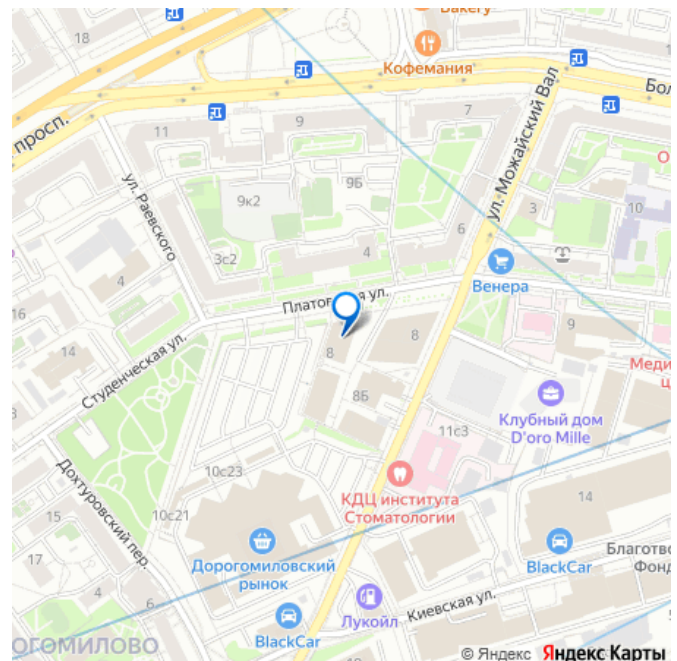 Bakery
18
Кофемания
Бол
просп.
11
9
7
ул. Можайский Вал
ул. Раевского
9Б
9к2
3
О
10
6
4
3с2
4
Венера
Платовская ул.
16
8
8
9
14
Студенческая ул.
Меди
ц
8Б
Клубный дом
D'oro Mille
11с3
10с23
КДЦ института
Стоматологии
14
10с21
15
Дохтуровский пер.
17
Дорогомиловский
рынок
BlackCar
Благотво
Фонд
4
6
Лукойл
Киевская ул.
BlackCar
ОГОМИЛОВО
© Яндекс Яндекс Карты